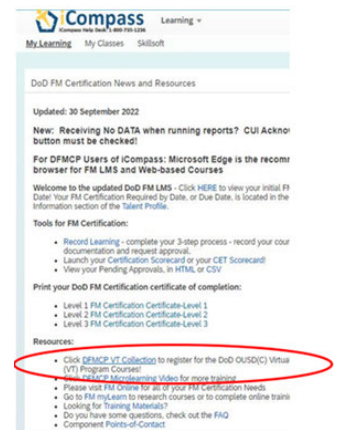 iCompass Learning
iCompass Help Desk: 1-800-735-1236
My Learning My Classes Skillsoft
DoD FM Certification News and Resources
Updated: 30 September 2022
New: Receiving No DATA when running reports? CUI Acknov
button must be checked!
For DFMCP Users of iCompass: Microsoft Edge is the recomr
browser for FM LMS and Web-based Courses
Welcome to the updated DoD FM LMS - Click HERE to view your initial FM
Date! Your FM Certification Required by Date, or Due Date, is located in the
Information section of the Talent Profile.
Tools for FM Certification:
• Record Learning - complete your 3-step process - record your cour
documentation and request approval.
• Launch your Certification Scorecard or your CET Scorecard!
• View your Pending Approvals, in HTML or CSV
Print your DoD FM Certification certificate of completion:
• Level 1 FM Certification Certificate-Level 1
• Level 2 FM Certification Certificate-Level 2
• Level 3 FM Certification Certificate-Level 3
Resources:
• Click DFMCP VT Collection to register for the DoD OUSD(C) Virtua
(VT) Program Courses!
• Click DFMCP Microlearning Video for more training
• Please visit FM Online for all of your FM Certification Needs
• Go to FM myLearn to research courses or to complete online traini
• Looking for Training Materials?
• Do you have some questions, check out the FAQ
• Component Points-of-Contact